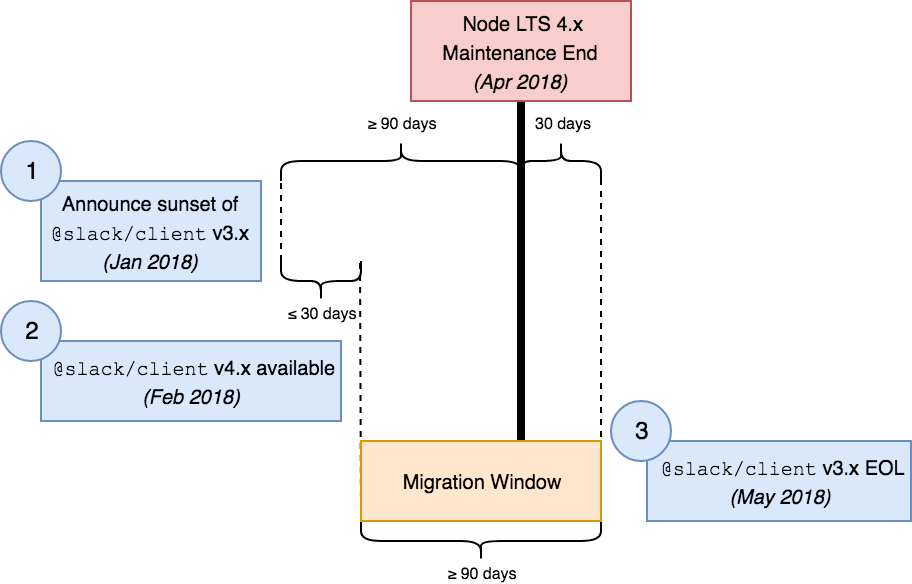 Node LTS 4.x
Maintenance End
(Apr 2018)
≥ 90 days
30 days
1
Announce sunset of
@slack/client v3.x
(Jan 2018)
≤ 30 days
2
@slack/client v4.x available
(Feb 2018)
3
@slack/client v3.x EOL
(May 2018)
Migration Window
≥ 90 days